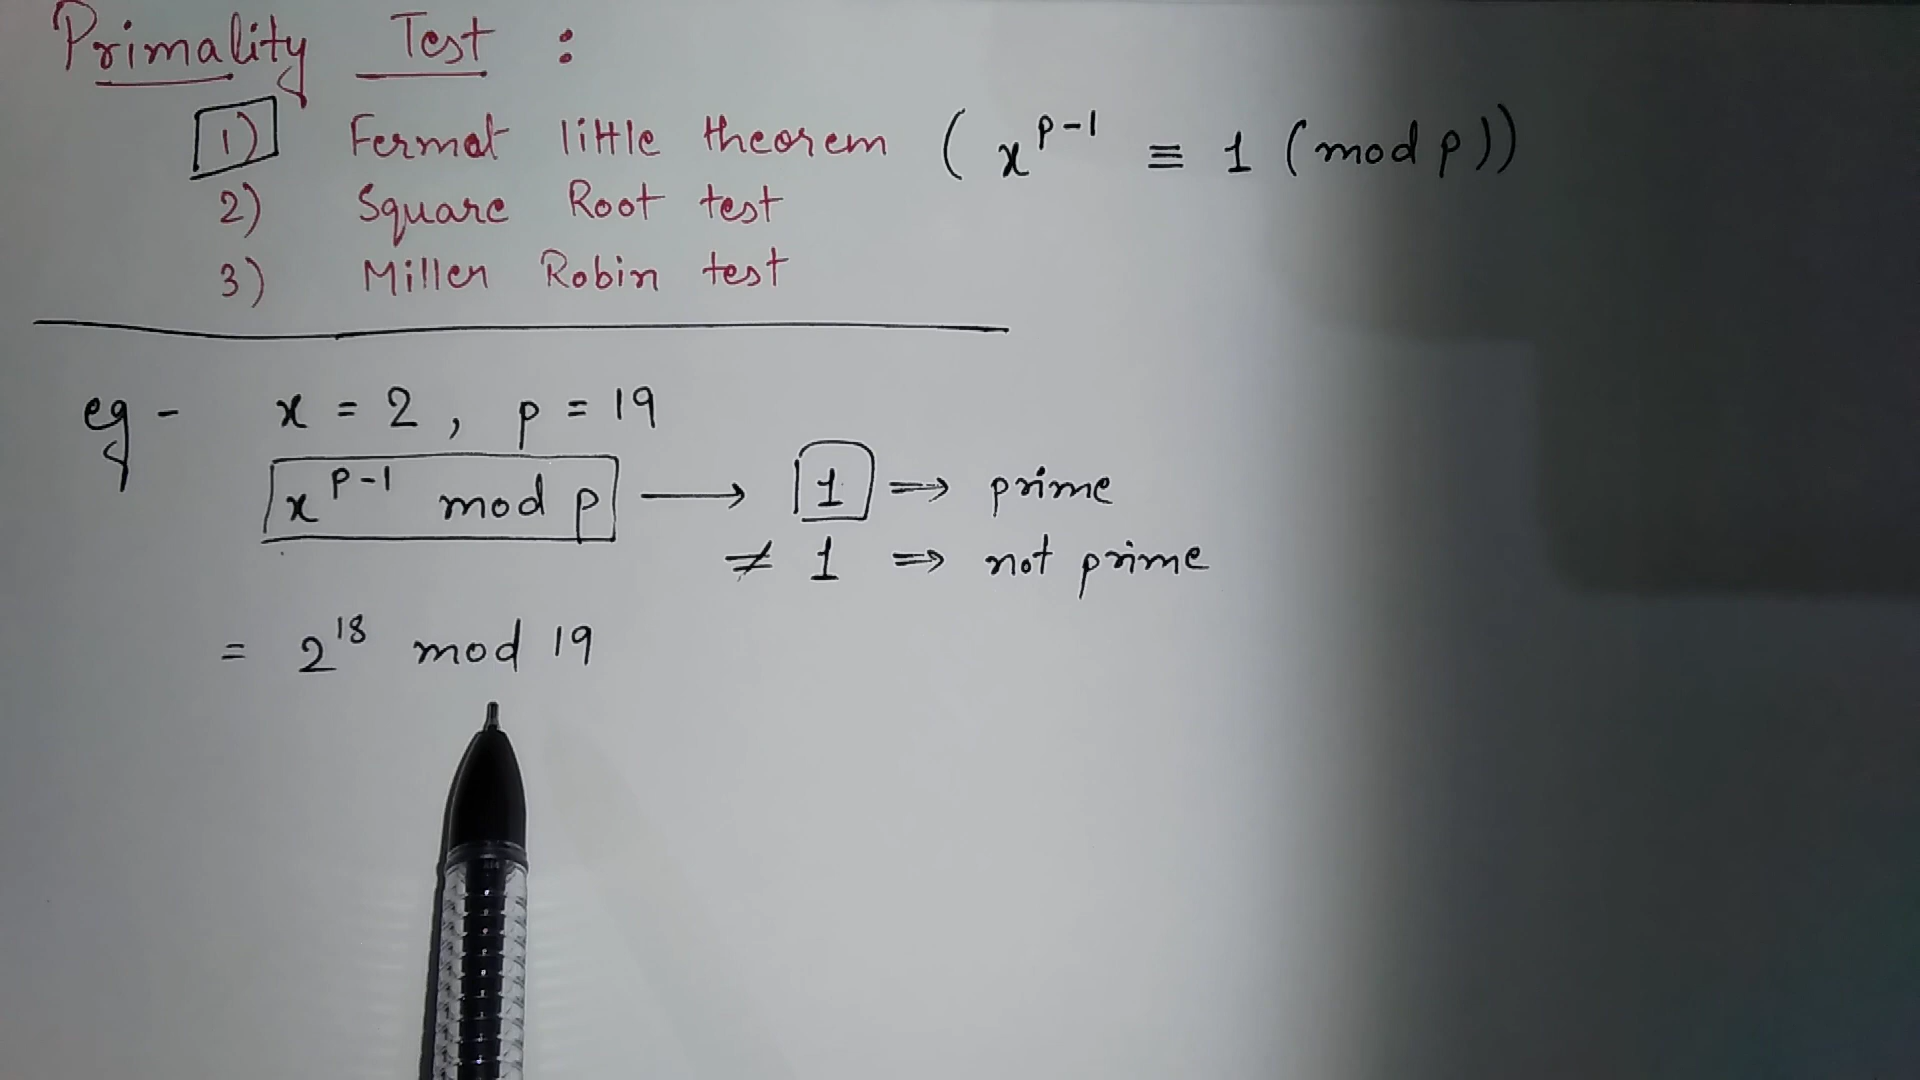 Primality Test :
1) Fermat little theorem ( x^{p-1} ≡ 1 (mod p))
2) Square Root test
3) Miller Robin test
eg - x = 2 , p = 19
x^{p-1} mod p → 1 ⇒ prime
≠ 1 ⇒ not prime
= 2^{18} mod 19